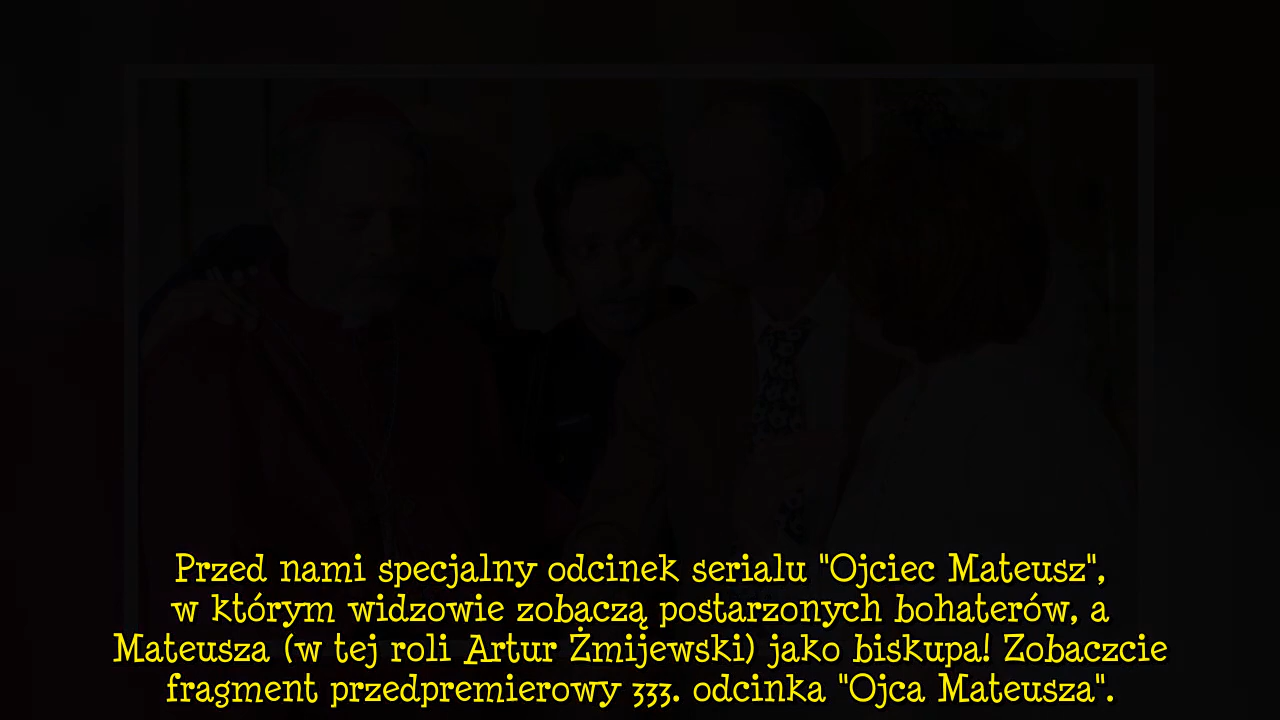 Przed nami specjalny odcinek serialu "Ojciec Mateusz",
w którym widzowie zobaczą postarzonych bohaterów, a
Mateusza (w tej roli Artur Żmijewski) jako biskupa! Zobaczcie
fragment przedpremierowy 333. odcinka "Ojca Mateusza".